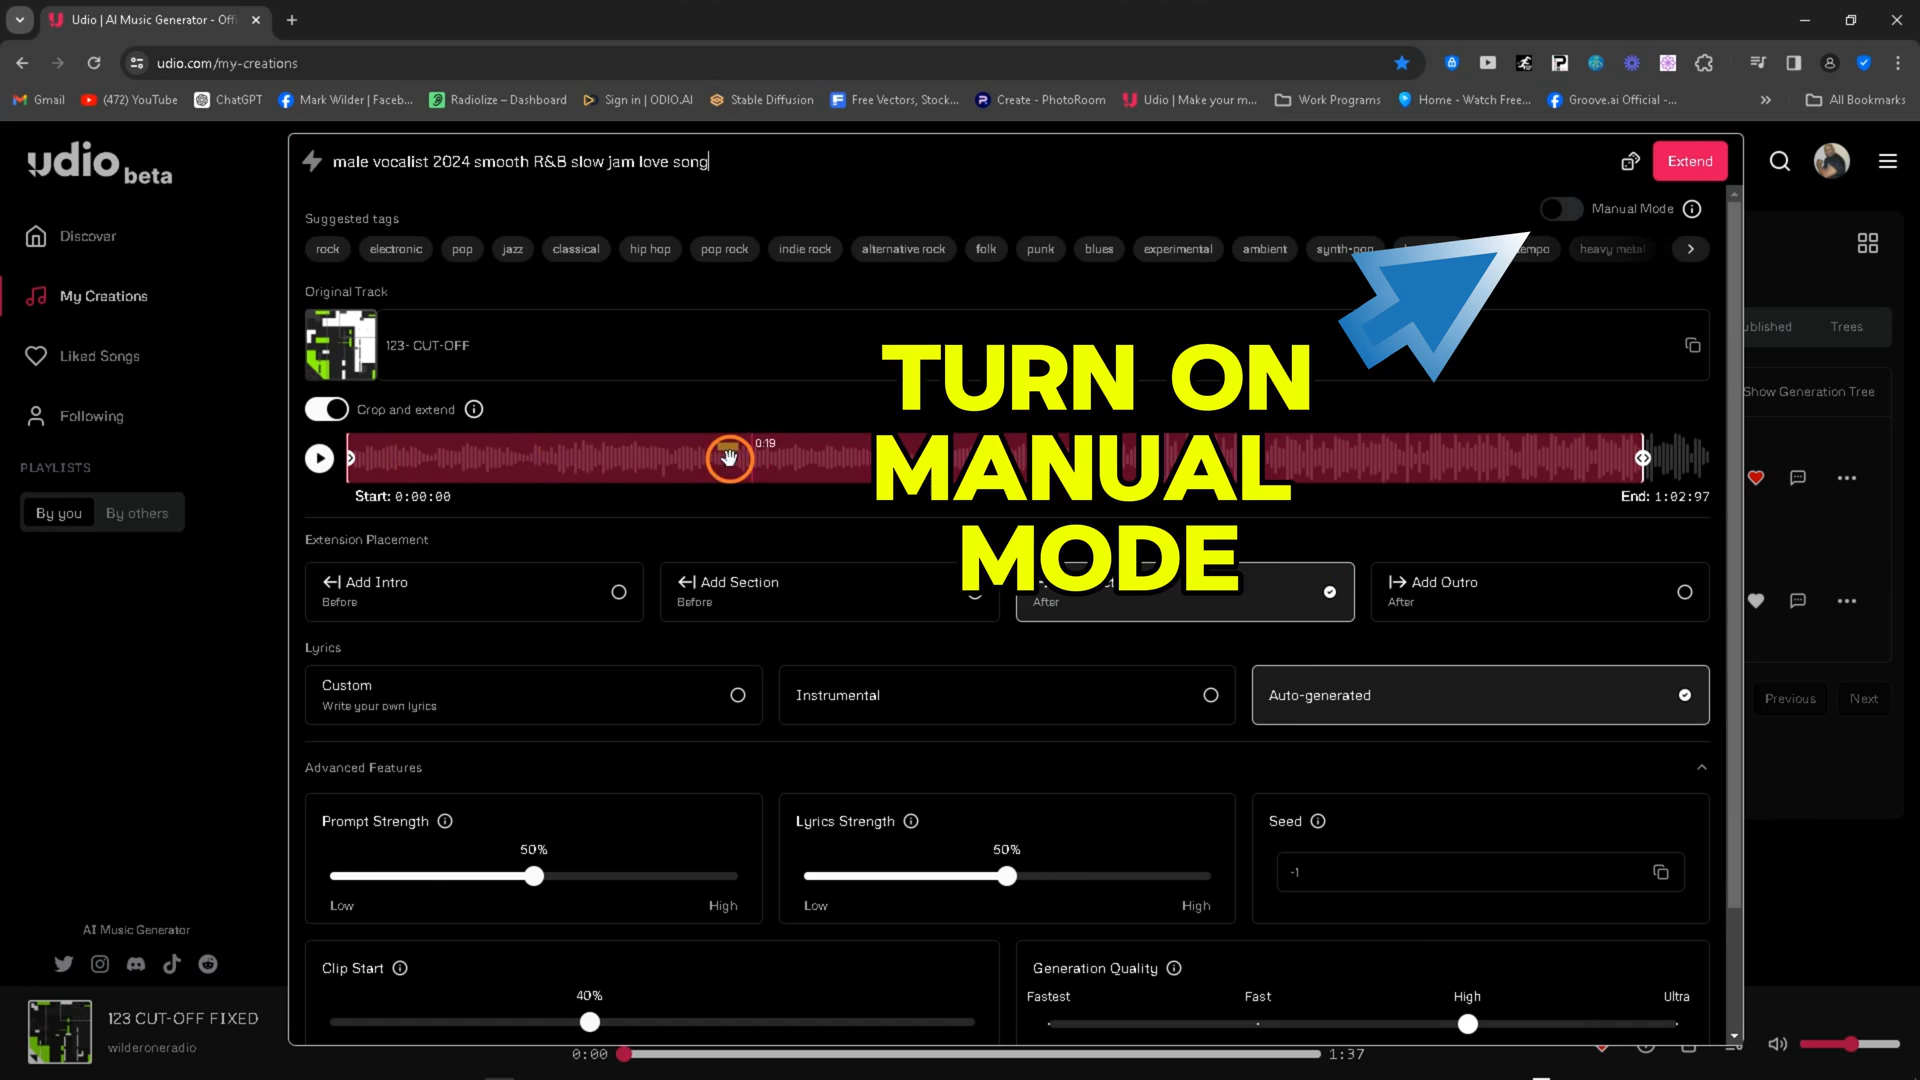 Udio | AI Music Generator - Offi
udio.com/my-creations
Gmail
(472) YouTube
ChatGPT
Mark Wilder | Faceb...
Radiolize – Dashboard
Sign in | ODIO.AI
Stable Diffusion
Free Vectors, Stock...
Create - PhotoRoom
Udio | Make your m...
Work Programs
Home - Watch Free...
Groove.ai Official -...
All Bookmarks
udio beta
male vocalist 2024 smooth R&B slow jam love song
Extend
Manual Mode
Discover
My Creations
Liked Songs
Following
PLAYLISTS
By you
By others
Suggested tags
rock
electronic
pop
jazz
classical
hip hop
pop rock
indie rock
alternative rock
folk
punk
blues
experimental
ambient
synth-pop
tempo
heavy metal
Original Track
123- CUT-OFF
Crop and extend
0:19
Start: 0:00:00
End: 1:02:97
TURN ON
MANUAL
MODE
ublished
Trees
Show Generation Tree
Extension Placement
Add Intro
Before
Add Section
Before
After
Add Outro
After
Lyrics
Custom
Write your own lyrics
Instrumental
Auto-generated
Previous
Next
Advanced Features
Prompt Strength
50%
Low
High
Lyrics Strength
50%
Low
High
Seed
-1
Clip Start
40%
Generation Quality
Fastest
Fast
High
Ultra
AI Music Generator
123 CUT-OFF FIXED
wilderoneradio
0:00
1:37